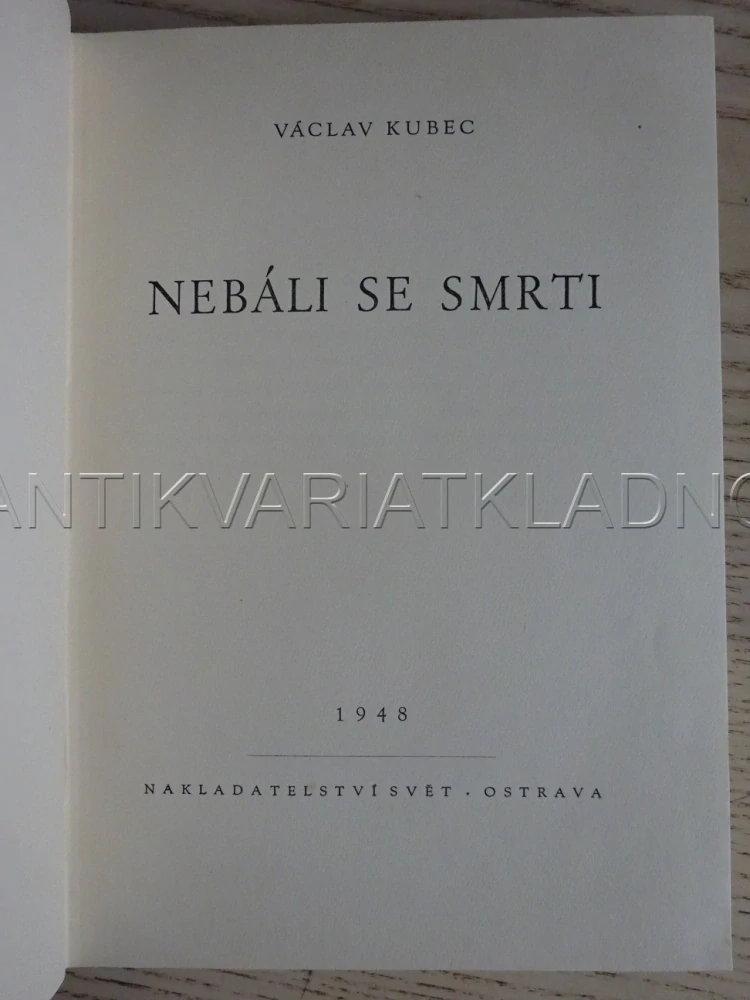 VÁCLAV KUBEC
NEBÁLI SE SMRTI
ANTIKVARIATKLADNO
1948
NAKLADATELSTVÍ SVĚT · OSTRAVA